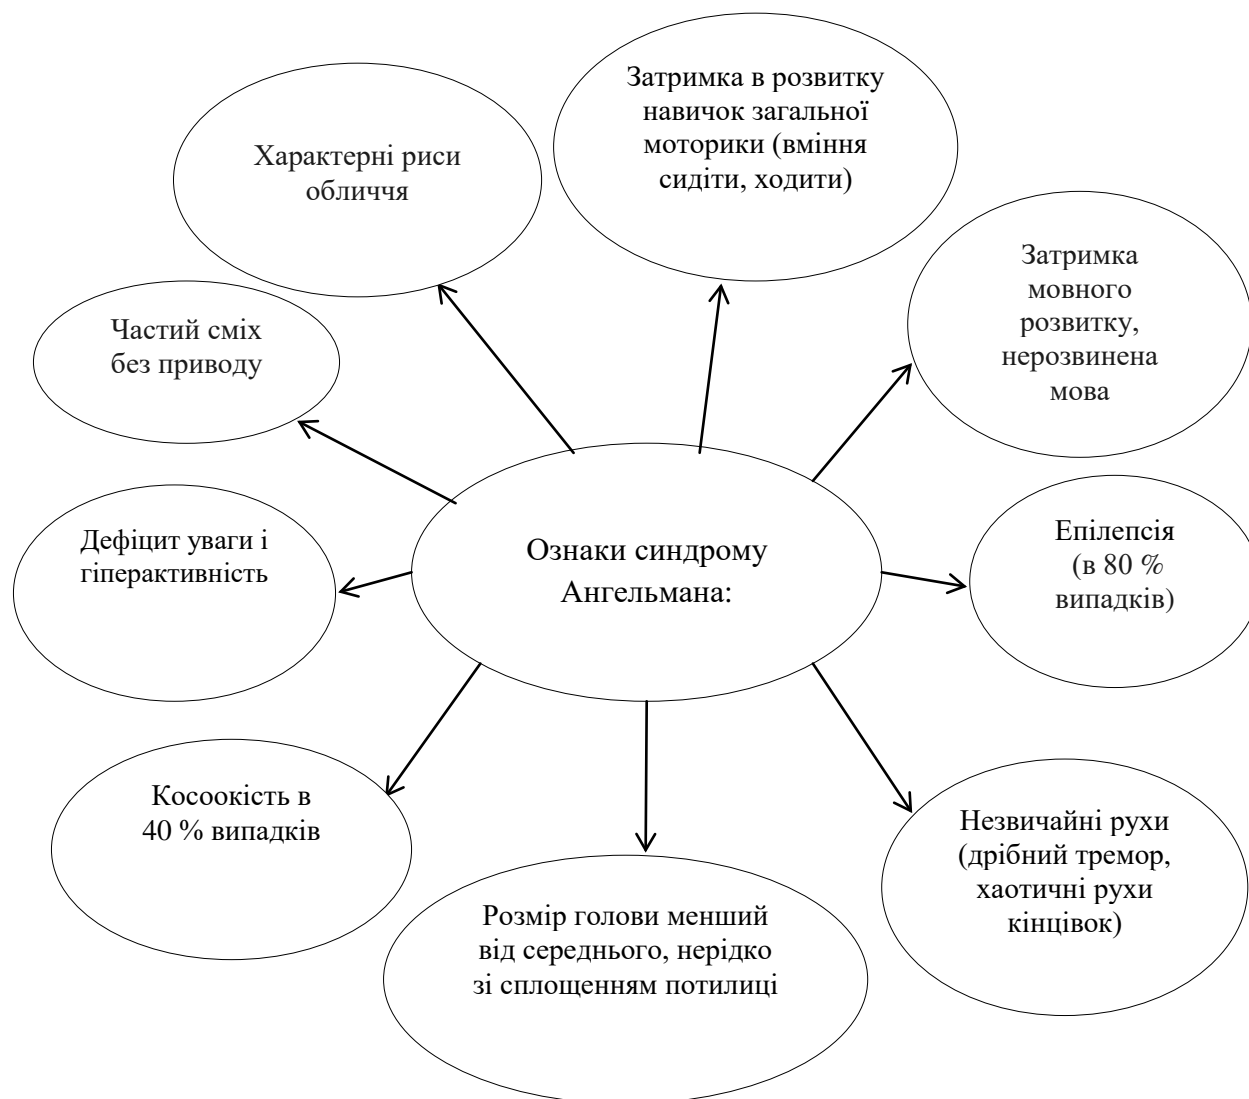 Затримка в розвитку
навичок загальної
моторики (вміння
сидіти, ходити)
Характерні риси
обличчя
Затримка
мовного
розвитку,
нерозвинена
мова
Частий сміх
без приводу
Дефіцит уваги і
гіперактивність
Ознаки синдрому
Ангельмана:
Епілепсія
(в 80 %
випадків)
Косоокість в
40 % випадків
Незвичайні рухи
(дрібний тремор,
хаотичні рухи
кінцівок)
Розмір голови менший
від середнього, нерідко
зі сплощенням потилиці